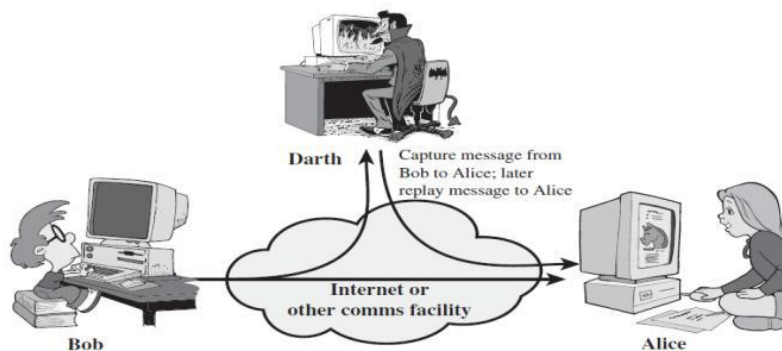 Darth
Capture message from
Bob to Alice; later
replay message to Alice
Internet or
other comms facility
Bob
Alice